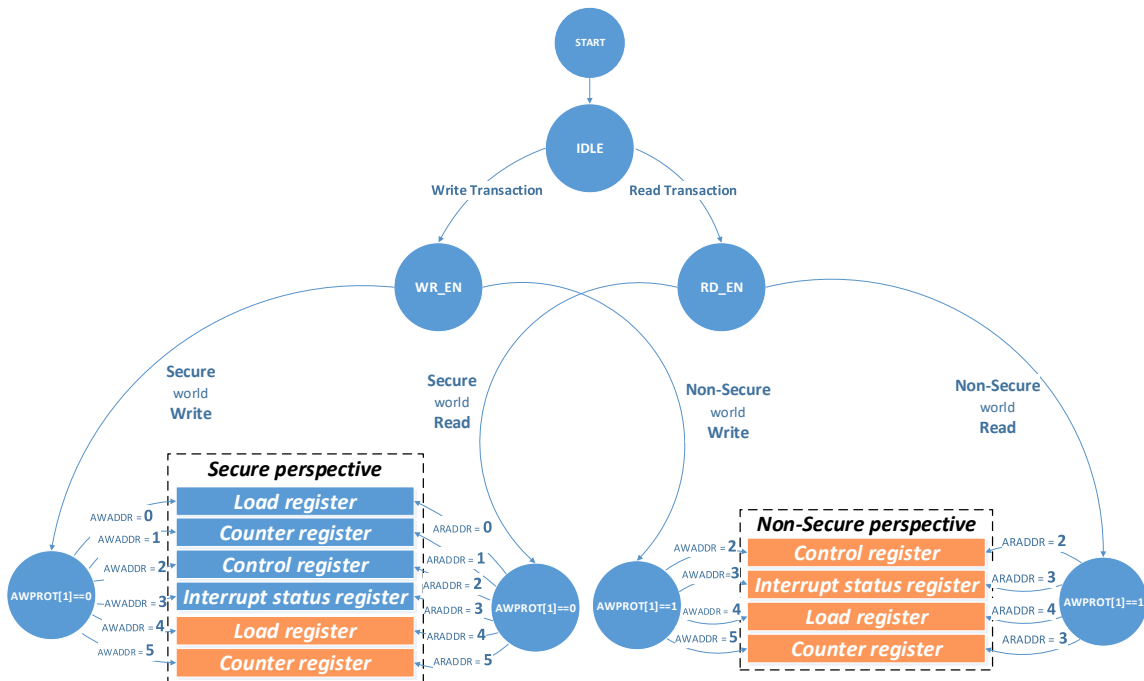 START
IDLE
Write Transaction
Read Transaction
WR_EN
RD_EN
Secure
world
Write
Secure
world
Read
Non-Secure
world
Write
Non-Secure
world
Read
Secure perspective
Load register
Counter register
Control register
Interrupt status register
Load register
Counter register
AWADDR = 0
AWADDR = 1
AWADDR = 2
AWADDR = 3
AWADDR = 4
AWADDR = 5
AWPROT[1]==0
ARADDR = 0
ARADDR = 1
ARADDR = 2
ARADDR = 3
ARADDR = 4
ARADDR = 5
AWPROT[1]==0
Non-Secure perspective
Control register
Interrupt status register
Load register
Counter register
AWADDR = 2
AWADDR=3
AWADDR = 4
AWADDR = 5
AWPROT[1]==1
ARADDR = 2
ARADDR = 3
ARADDR = 4
ARADDR = 3
AWPROT[1]==1